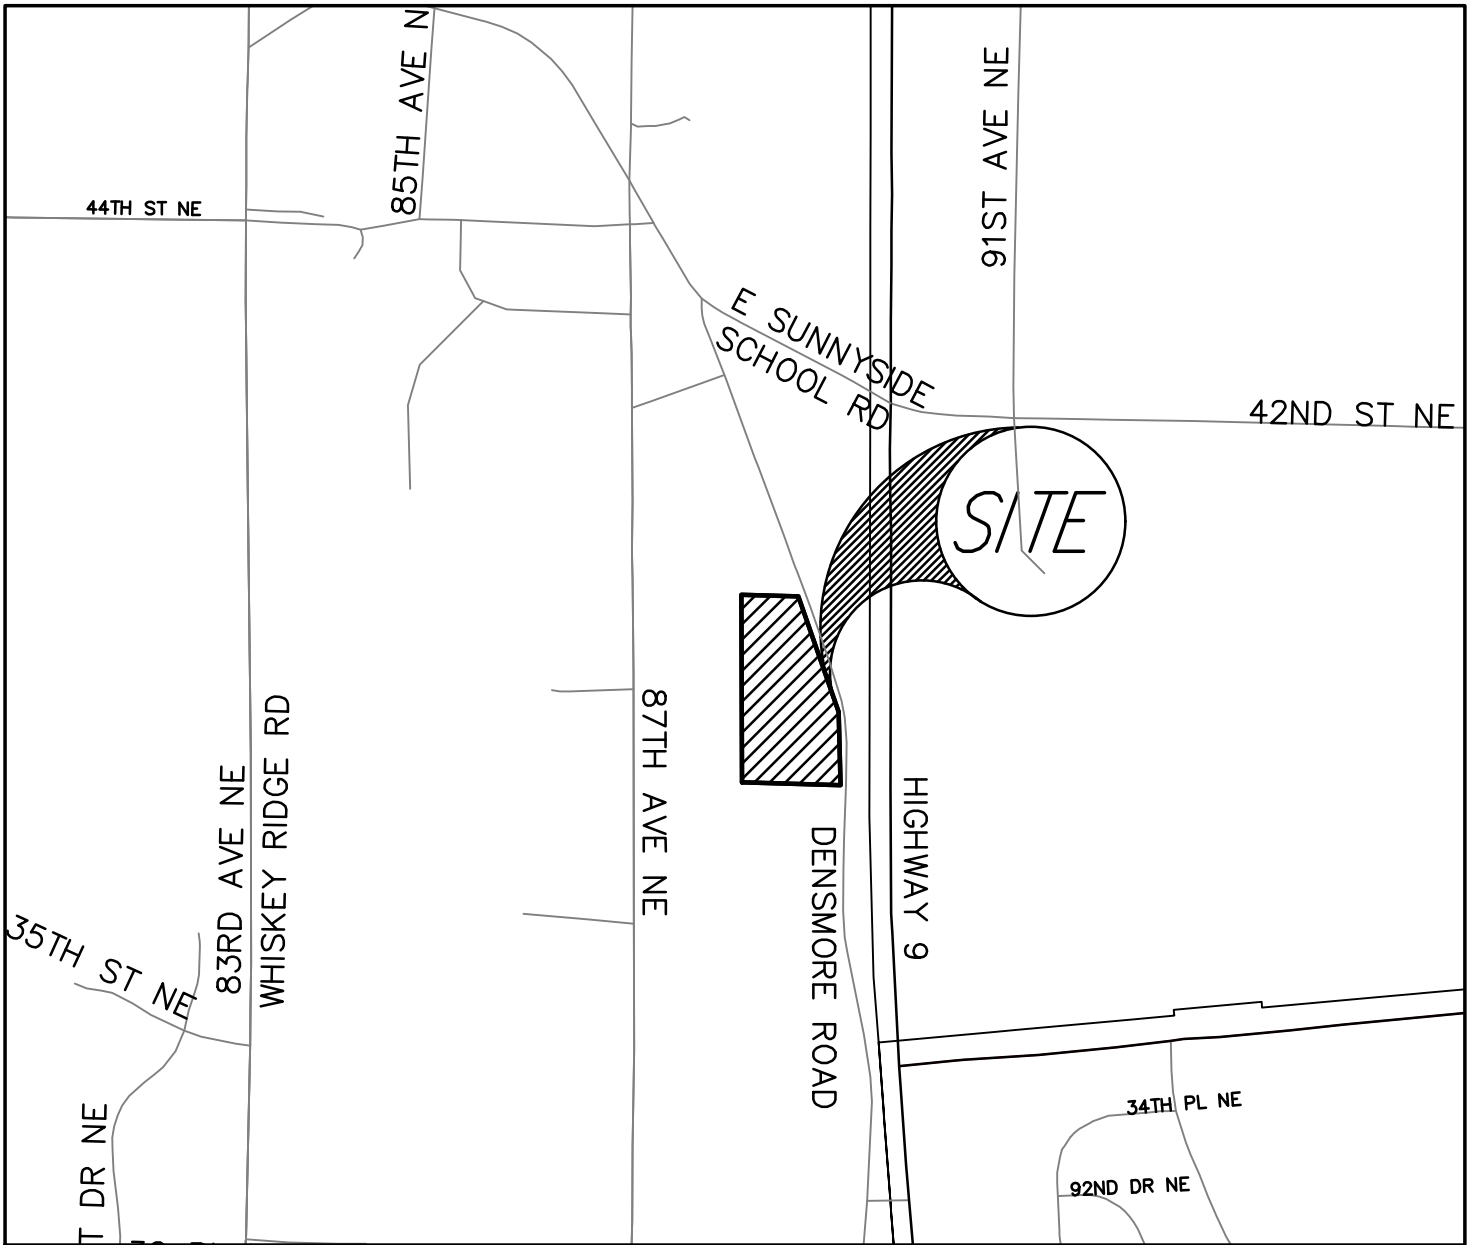 85TH AVE N
91ST AVE NE
44TH ST NE
E SUNNYSIDE
SCHOOL RD
42ND ST NE
SITE
87TH AVE NE
83RD AVE NE
WHISKEY RIDGE RD
HIGHWAY 9
DENSMORE ROAD
35TH ST NE
34TH PL NE
92ND DR NE
T DR NE